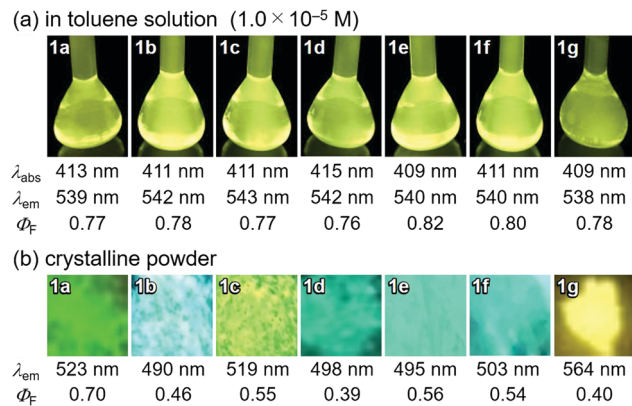 (a) in toluene solution (1.0 × 10⁻⁵ M)
1a 1b 1c 1d 1e 1f 1g
λabs 413 nm 411 nm 411 nm 415 nm 409 nm 411 nm 409 nm
λem 539 nm 542 nm 543 nm 542 nm 540 nm 540 nm 538 nm
ΦF 0.77 0.78 0.77 0.76 0.82 0.80 0.78
(b) crystalline powder
1a 1b 1c 1d 1e 1f 1g
λem 523 nm 490 nm 519 nm 498 nm 495 nm 503 nm 564 nm
ΦF 0.70 0.46 0.55 0.39 0.56 0.54 0.40